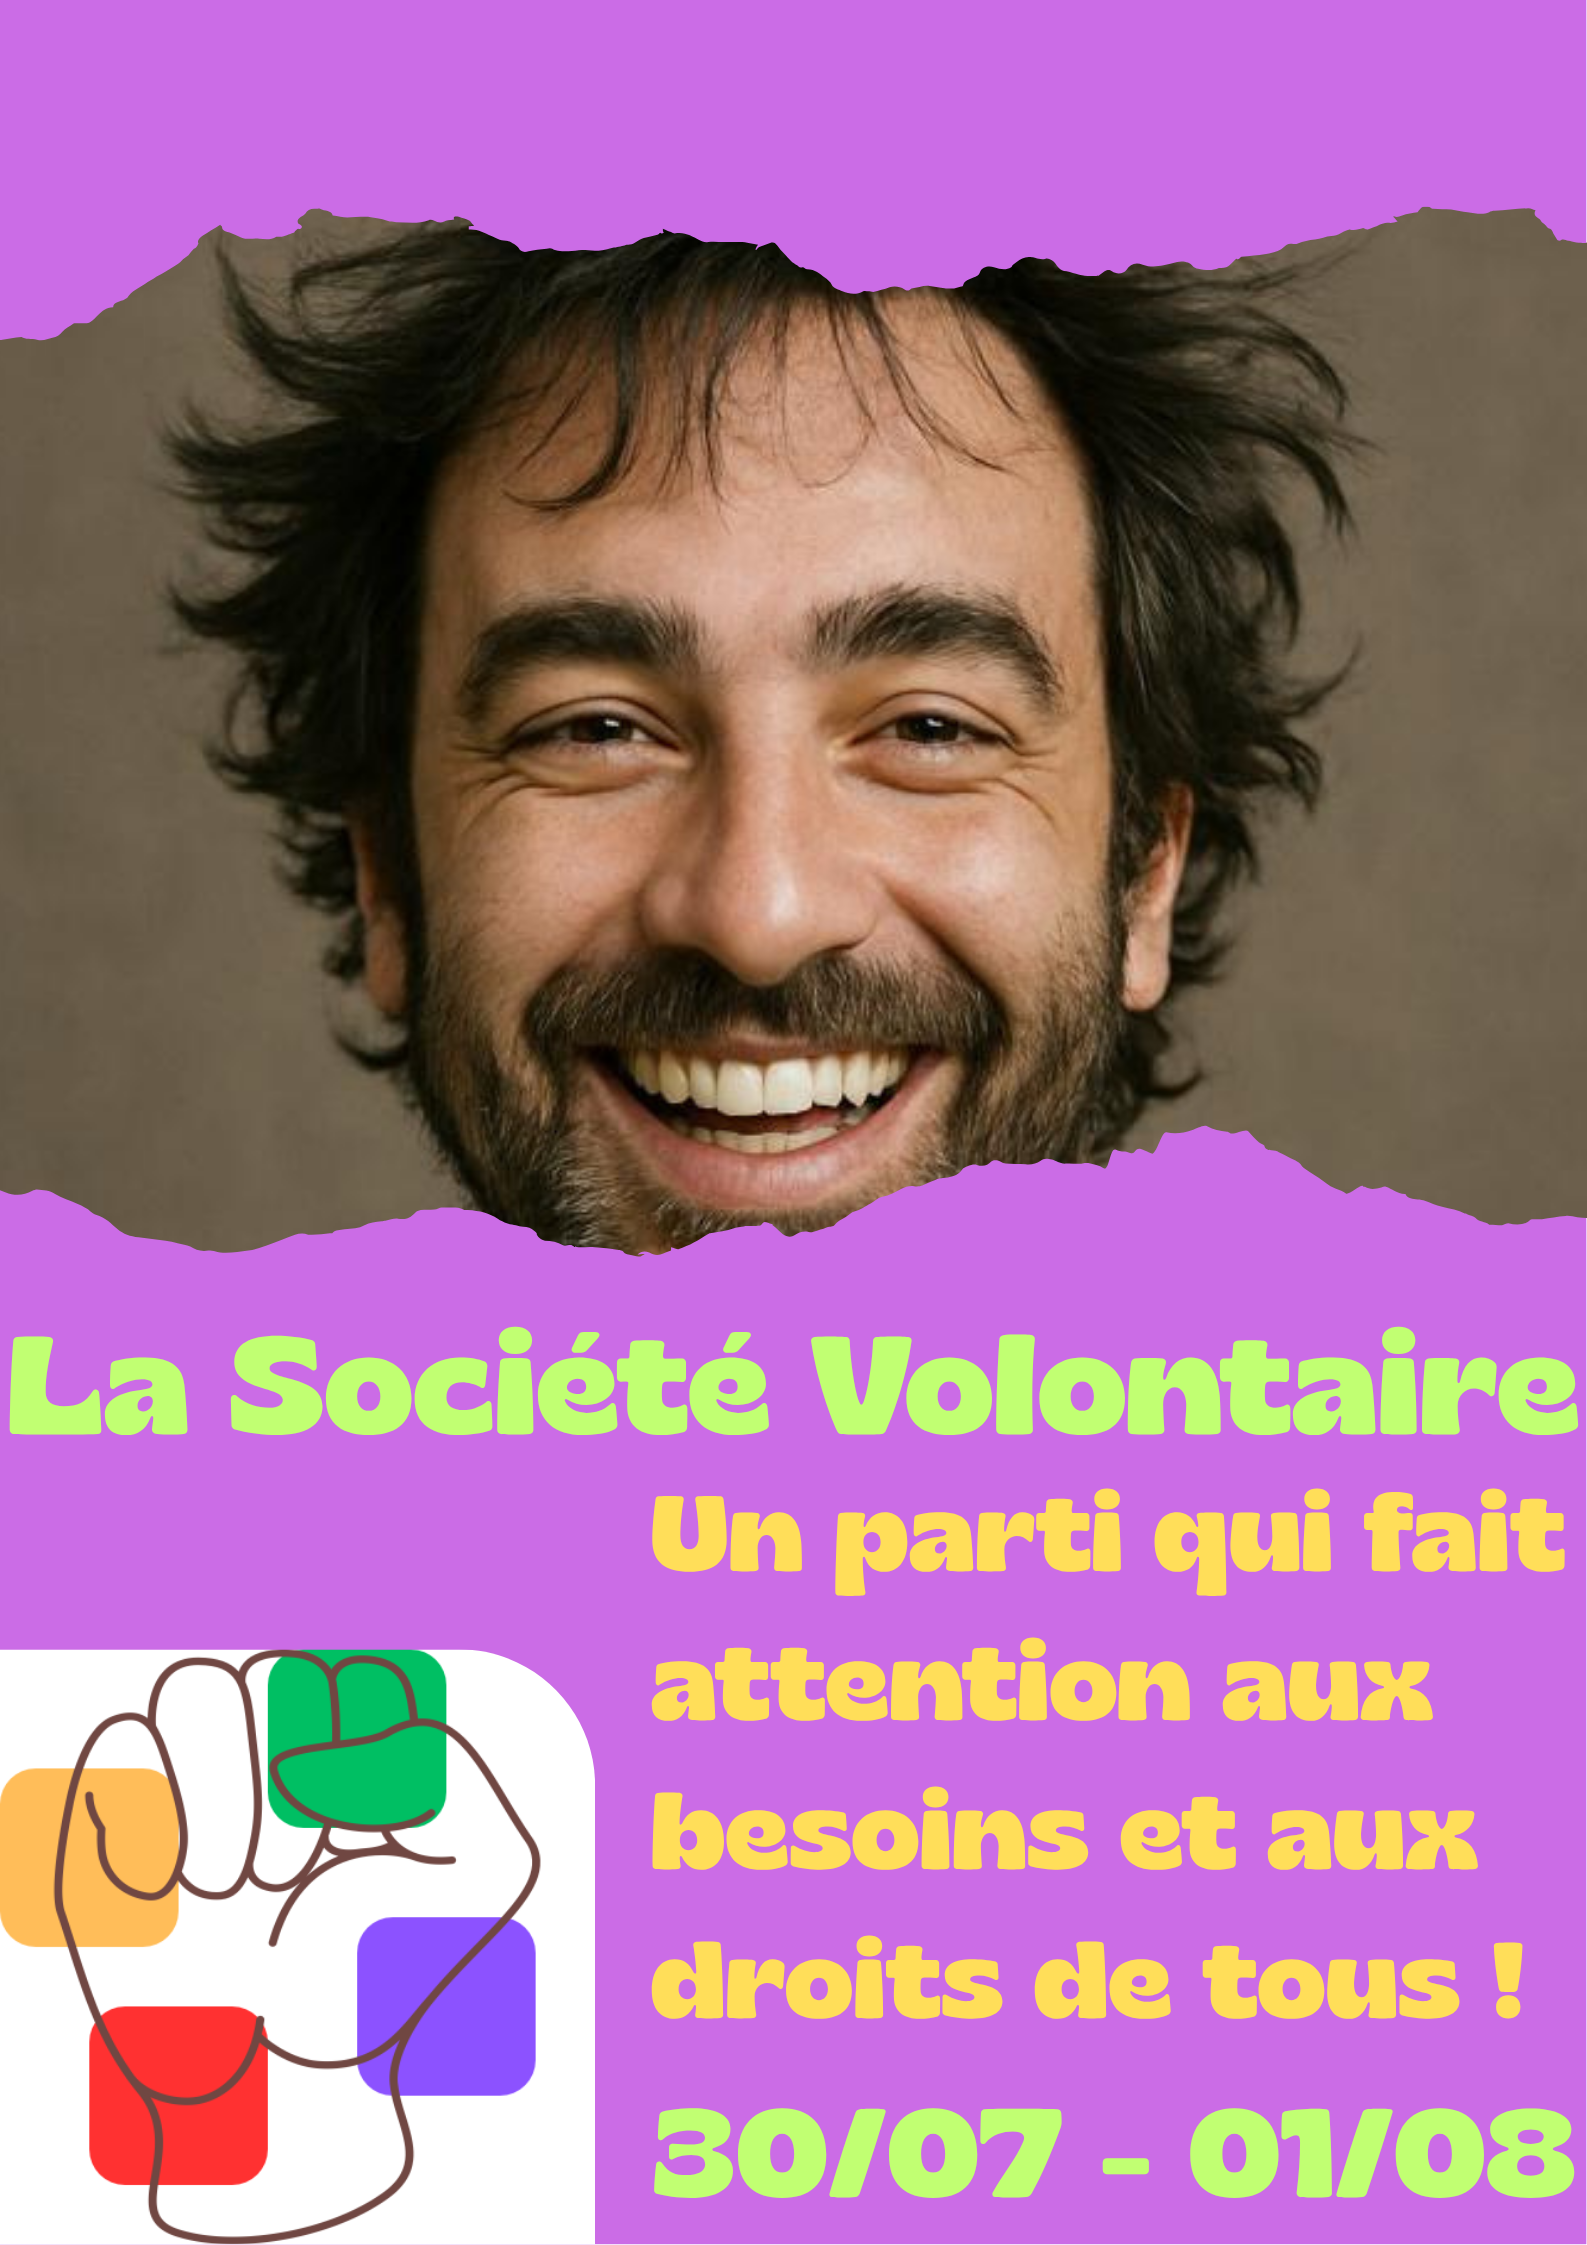 La Société Volontaire
Un parti qui fait
attention aux
besoins et aux
droits de tous !
30/07 - 01/08